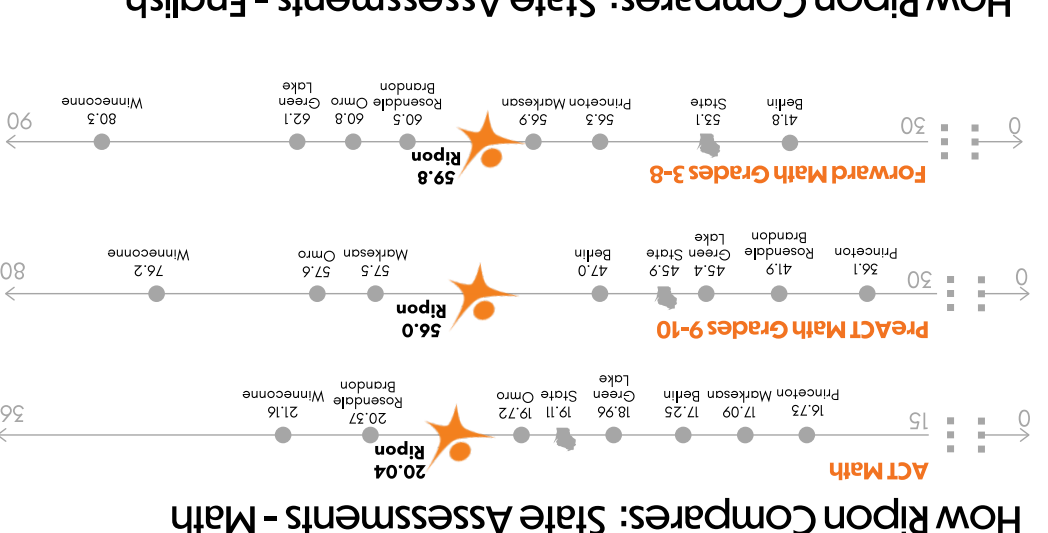 How Ripon Compares: State Assessments - Math
ACT Math
0
15
16.73
Princeton
17.09
Markesan
17.25
Berlin
18.96
Green
Lake
19.11
State
19.72
Omro
20.04
Ripon
20.37
Rosendale
Brandon
21.16
Winneconne
36
PreACT Math Grades 9-10
0
30
36.1
Princeton
41.9
Rosendale
Brandon
45.4
Green
Lake
45.9
State
47.0
Berlin
56.0
Ripon
57.5
Markesan
57.6
Omro
76.2
Winneconne
80
Forward Math Grades 3-8
0
30
41.8
Berlin
53.1
State
56.3
Princeton
56.9
Markesan
59.8
Ripon
60.5
Rosendale
Brandon
60.8
Omro
62.1
Green
Lake
80.3
Winneconne
90
How Ripon Compares: State Assessments - English